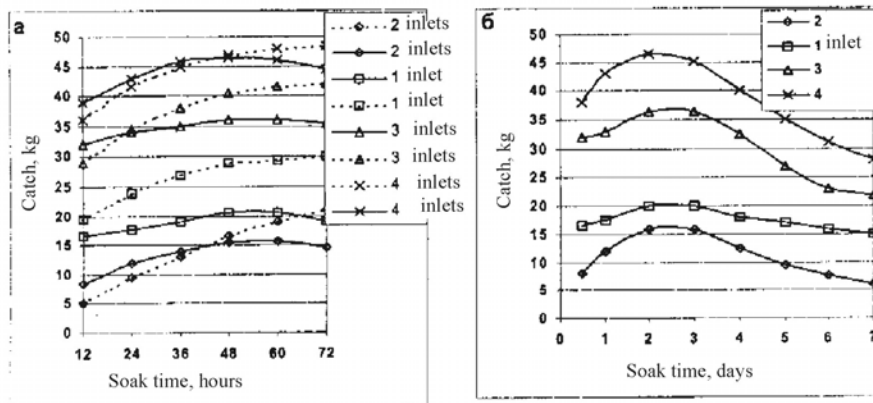 а
50
45
40
35
30
25
20
15
10
5
0
Catch, kg
12 24 36 48 60 72
Soak time, hours
2 inlets
2 inlets
1 inlet
1 inlet
3 inlets
3 inlets
4 inlets
4 inlets
б
50
45
40
35
30
25
20
15
10
5
0
Catch, kg
0 1 2 3 4 5 6 7
Soak time, days
2
1 inlet
3
4